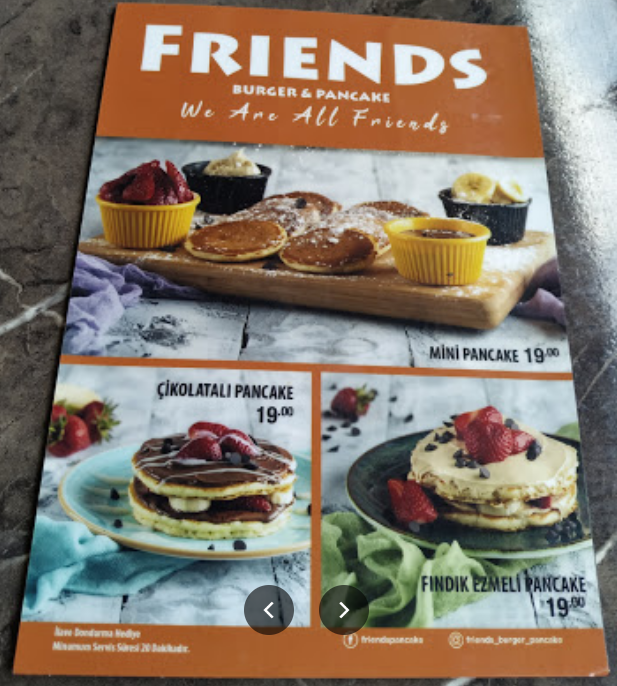 FRIENDS
BURGER & PANCAKE
We Are All Friends
MİNİ PANCAKE 19.00
ÇİKOLATALI PANCAKE
19.00
FINDIK EZMELİ PANCAKE
19.00
İlave Dondurma Hediye
Minumum Servis Süresi 20 Dakikadır.
friendspancake
friends_burger_pancake